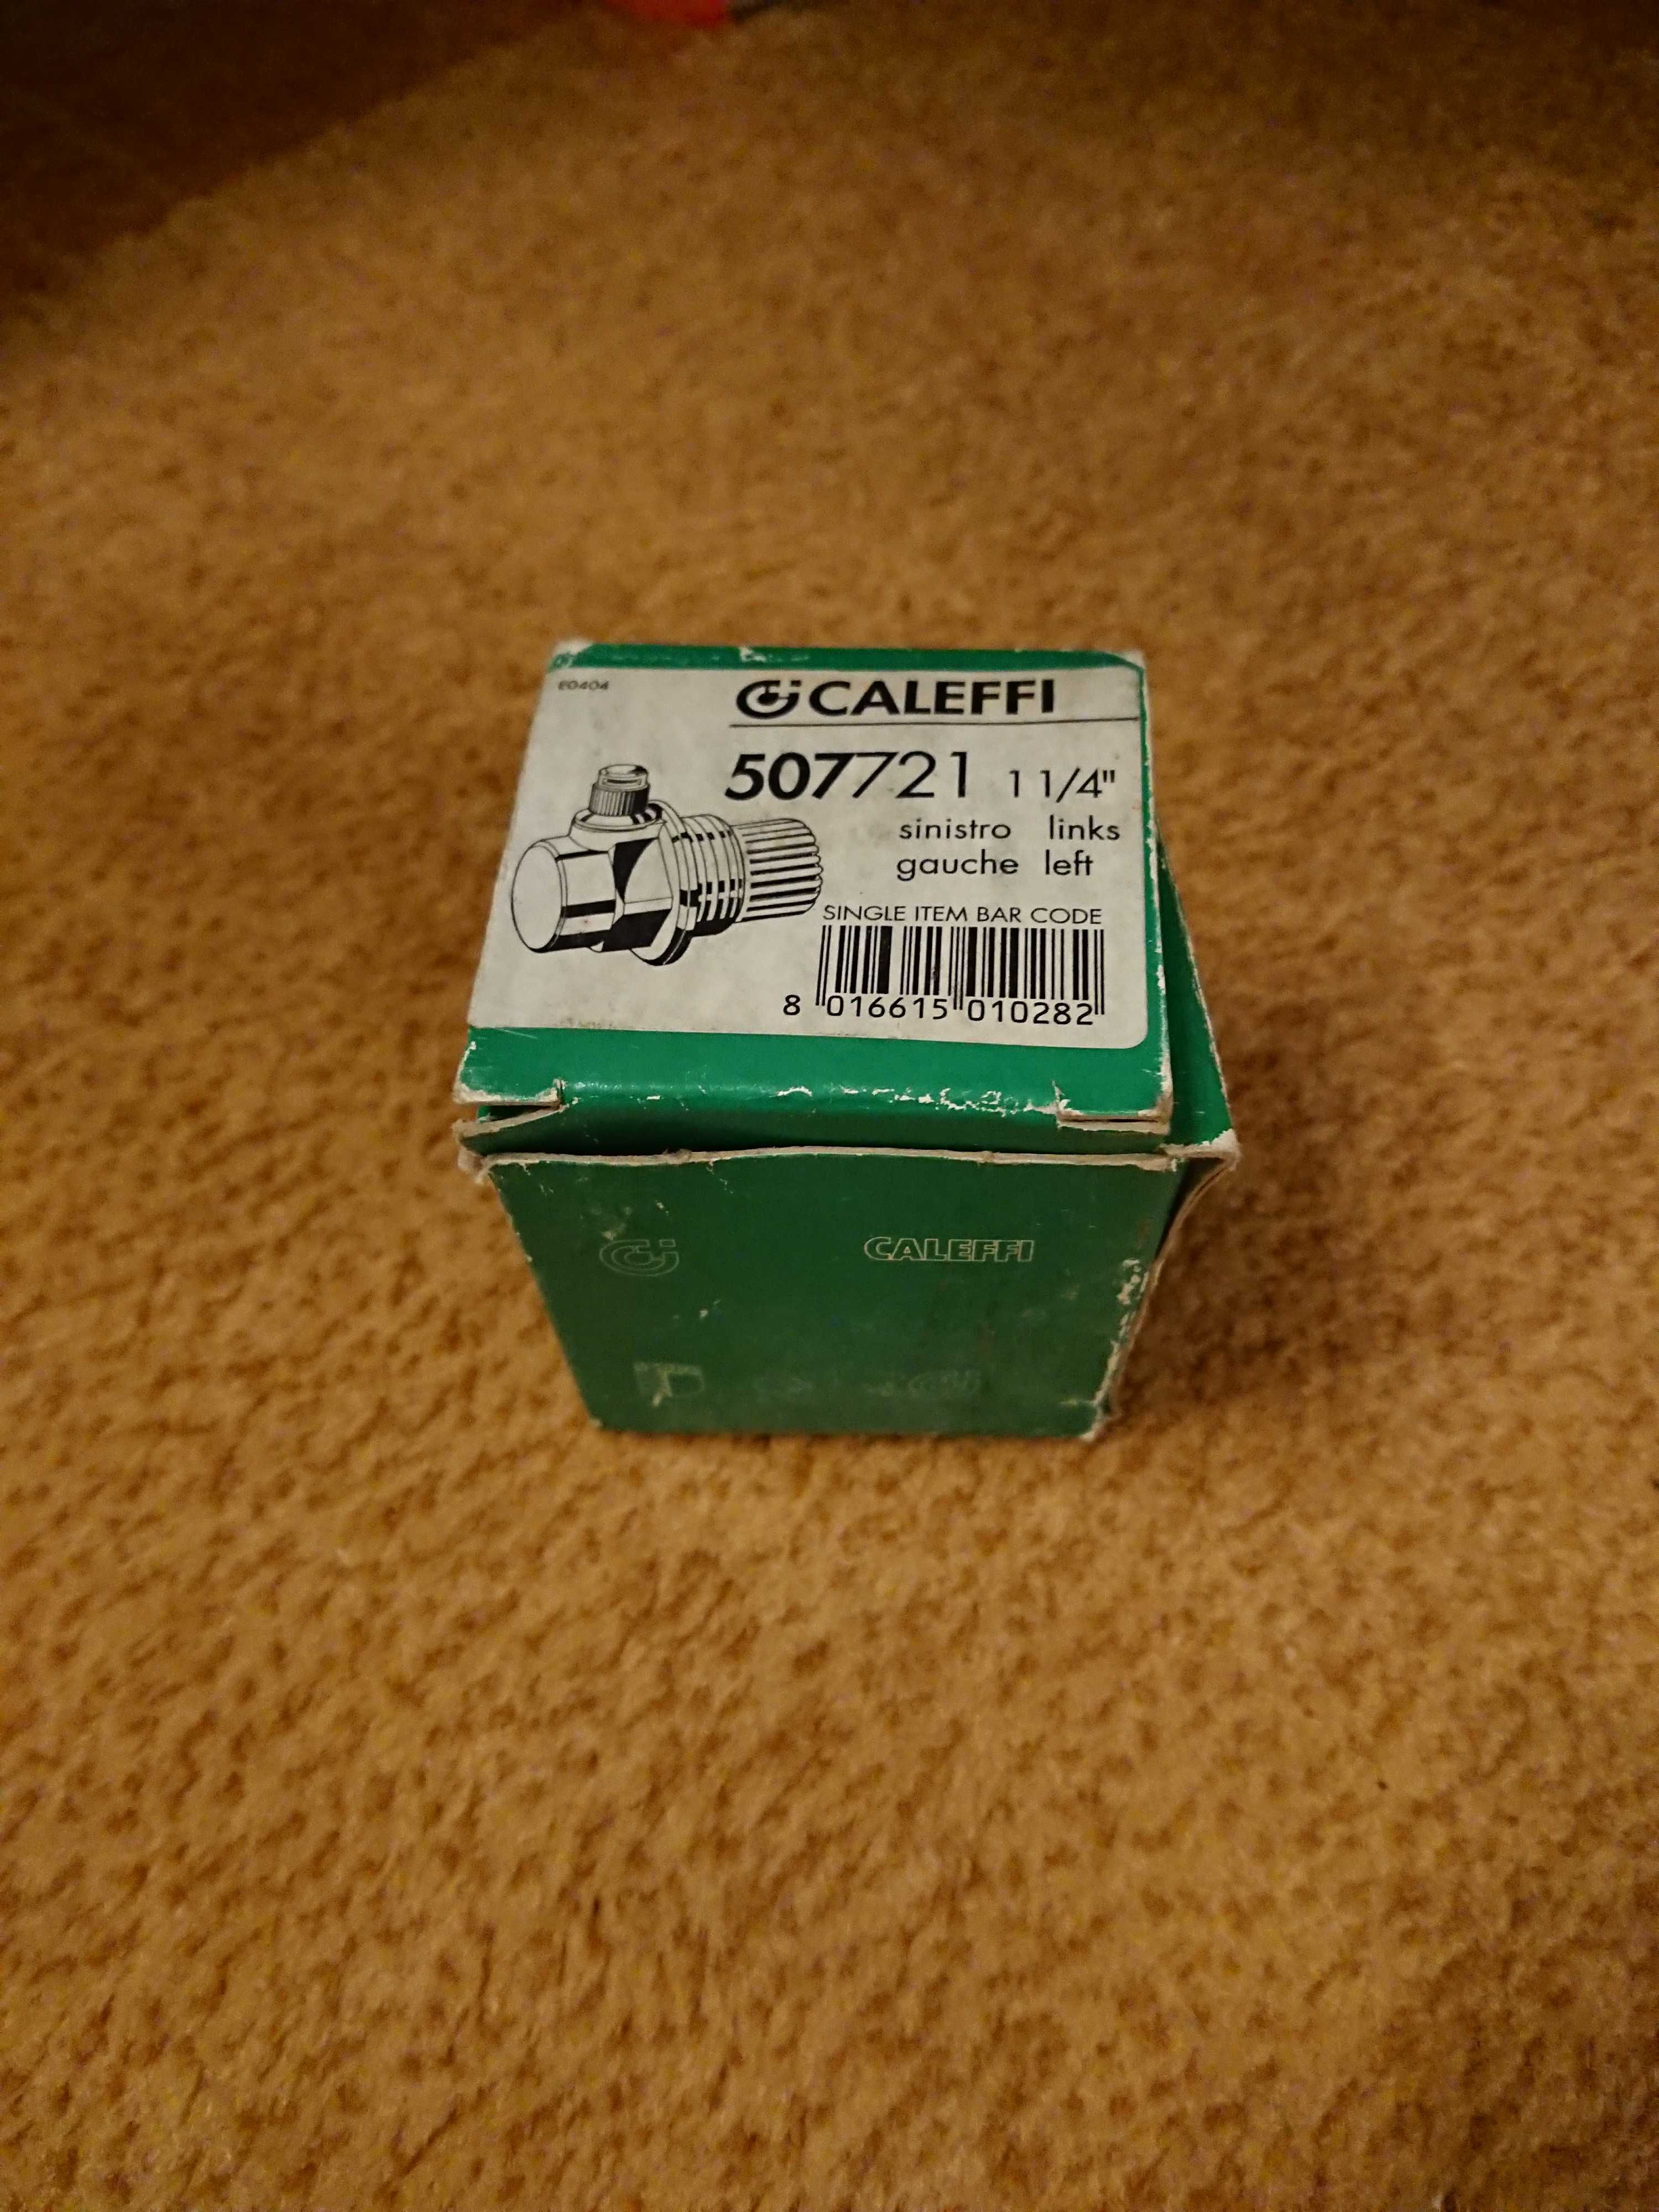 E0404
CALEFFI
507721 1 1/4"
sinistro links
gauche left
SINGLE ITEM BAR CODE
8 016615 010282
CALEFFI